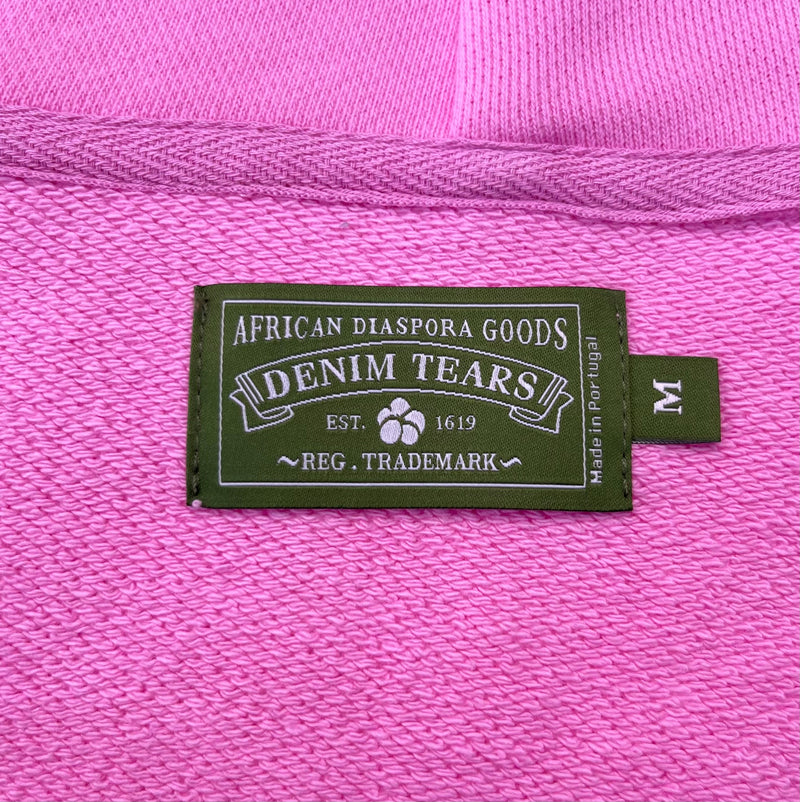 AFRICAN DIASPORA GOODS
DENIM TEARS
EST. 1619
~REG. TRADEMARK~
Made in Portugal
M